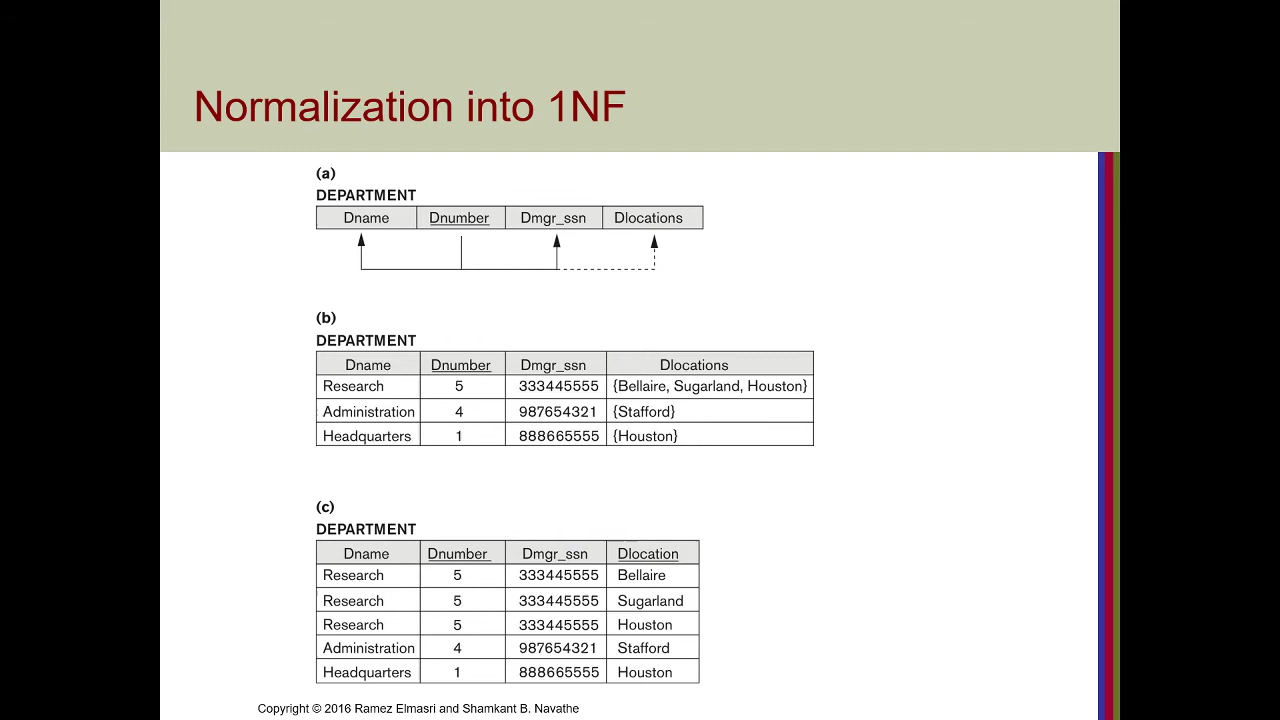 Normalization into 1NF
(a)
DEPARTMENT
Dname Dnumber Dmgr_ssn Dlocations
(b)
DEPARTMENT
Dname Dnumber Dmgr_ssn Dlocations
Research 5 333445555 {Bellaire, Sugarland, Houston}
Administration 4 987654321 {Stafford}
Headquarters 1 888665555 {Houston}
(c)
DEPARTMENT
Dname Dnumber Dmgr_ssn Dlocation
Research 5 333445555 Bellaire
Research 5 333445555 Sugarland
Research 5 333445555 Houston
Administration 4 987654321 Stafford
Headquarters 1 888665555 Houston
Copyright © 2016 Ramez Elmasri and Shamkant B. Navathe